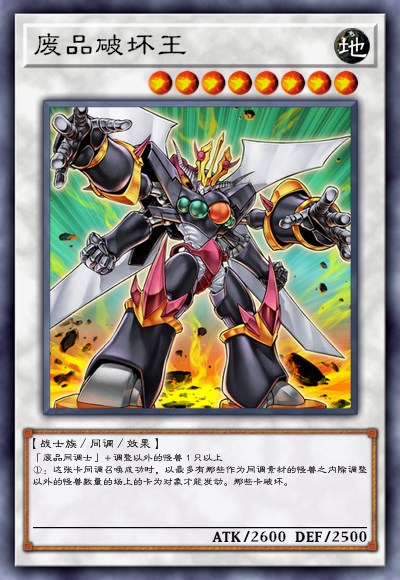 废品破坏王
地
【战士族／同调／效果】
「废品同调士」＋调整以外的怪兽１只以上
①：这张卡同调召唤成功时，以最多有那些作为同调素材的怪兽之内除调整
以外的怪兽数量的场上的卡为对象才能发动。那些卡破坏。
ATK/2600 DEF/2500